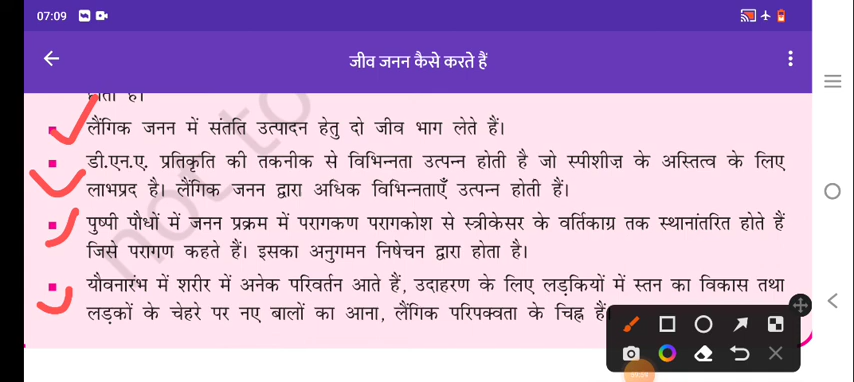 07:09
जीव जनन कैसे करते हैं
होता है।
लैंगिक जनन में संतति उत्पादन हेतु दो जीव भाग लेते हैं।
डी.एन.ए. प्रतिकृति की तकनीक से विभिन्नता उत्पन्न होती है जो स्पीशीज़ के अस्तित्व के लिए
लाभप्रद है। लैंगिक जनन द्वारा अधिक विभिन्नताएँ उत्पन्न होती हैं।
पुष्पी पौधों में जनन प्रक्रम में परागकण परागकोश से स्त्रीकेसर के वर्तिकाग्र तक स्थानांतरित होते हैं
जिसे परागण कहते हैं। इसका अनुगमन निषेचन द्वारा होता है।
यौवनारंभ में शरीर में अनेक परिवर्तन आते हैं, उदाहरण के लिए लड़कियों में स्तन का विकास तथा
लड़कों के चेहरे पर नए बालों का आना, लैंगिक परिपक्वता के चिह्न हैं।
not to